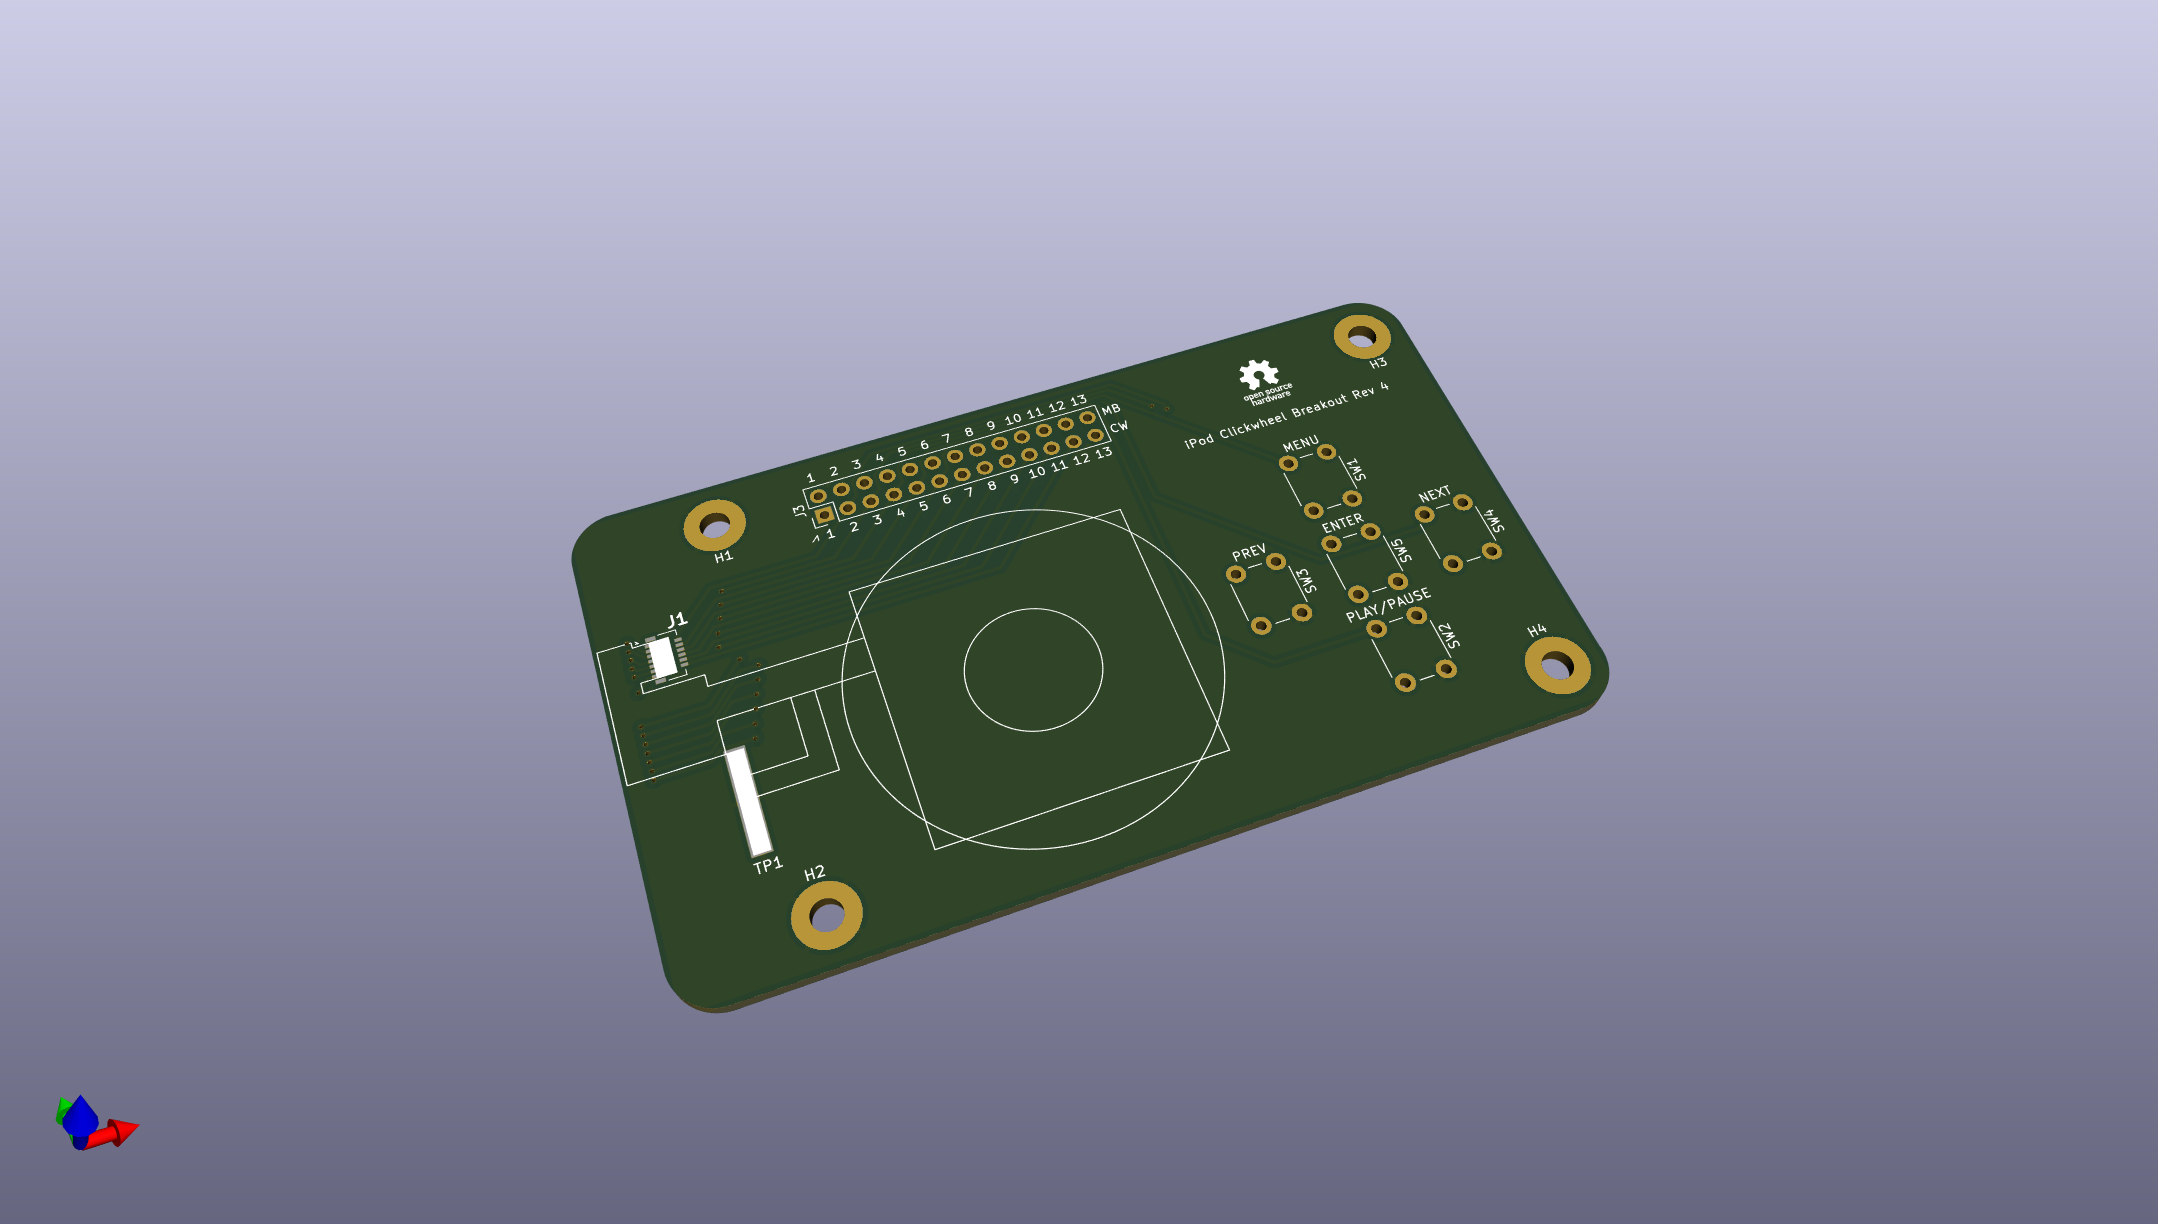 H3
open source
hardware
iPod Clickwheel Breakout Rev 4
1 2 3 4 5 6 7 8 9 10 11 12 13
MB
CW
J3
1 2 3 4 5 6 7 8 9 10 11 12 13
H1
MENU
SW1
NEXT
SW4
ENTER
SW5
PREV
SW3
PLAY/PAUSE
SW2
J1
H4
TP1
H2